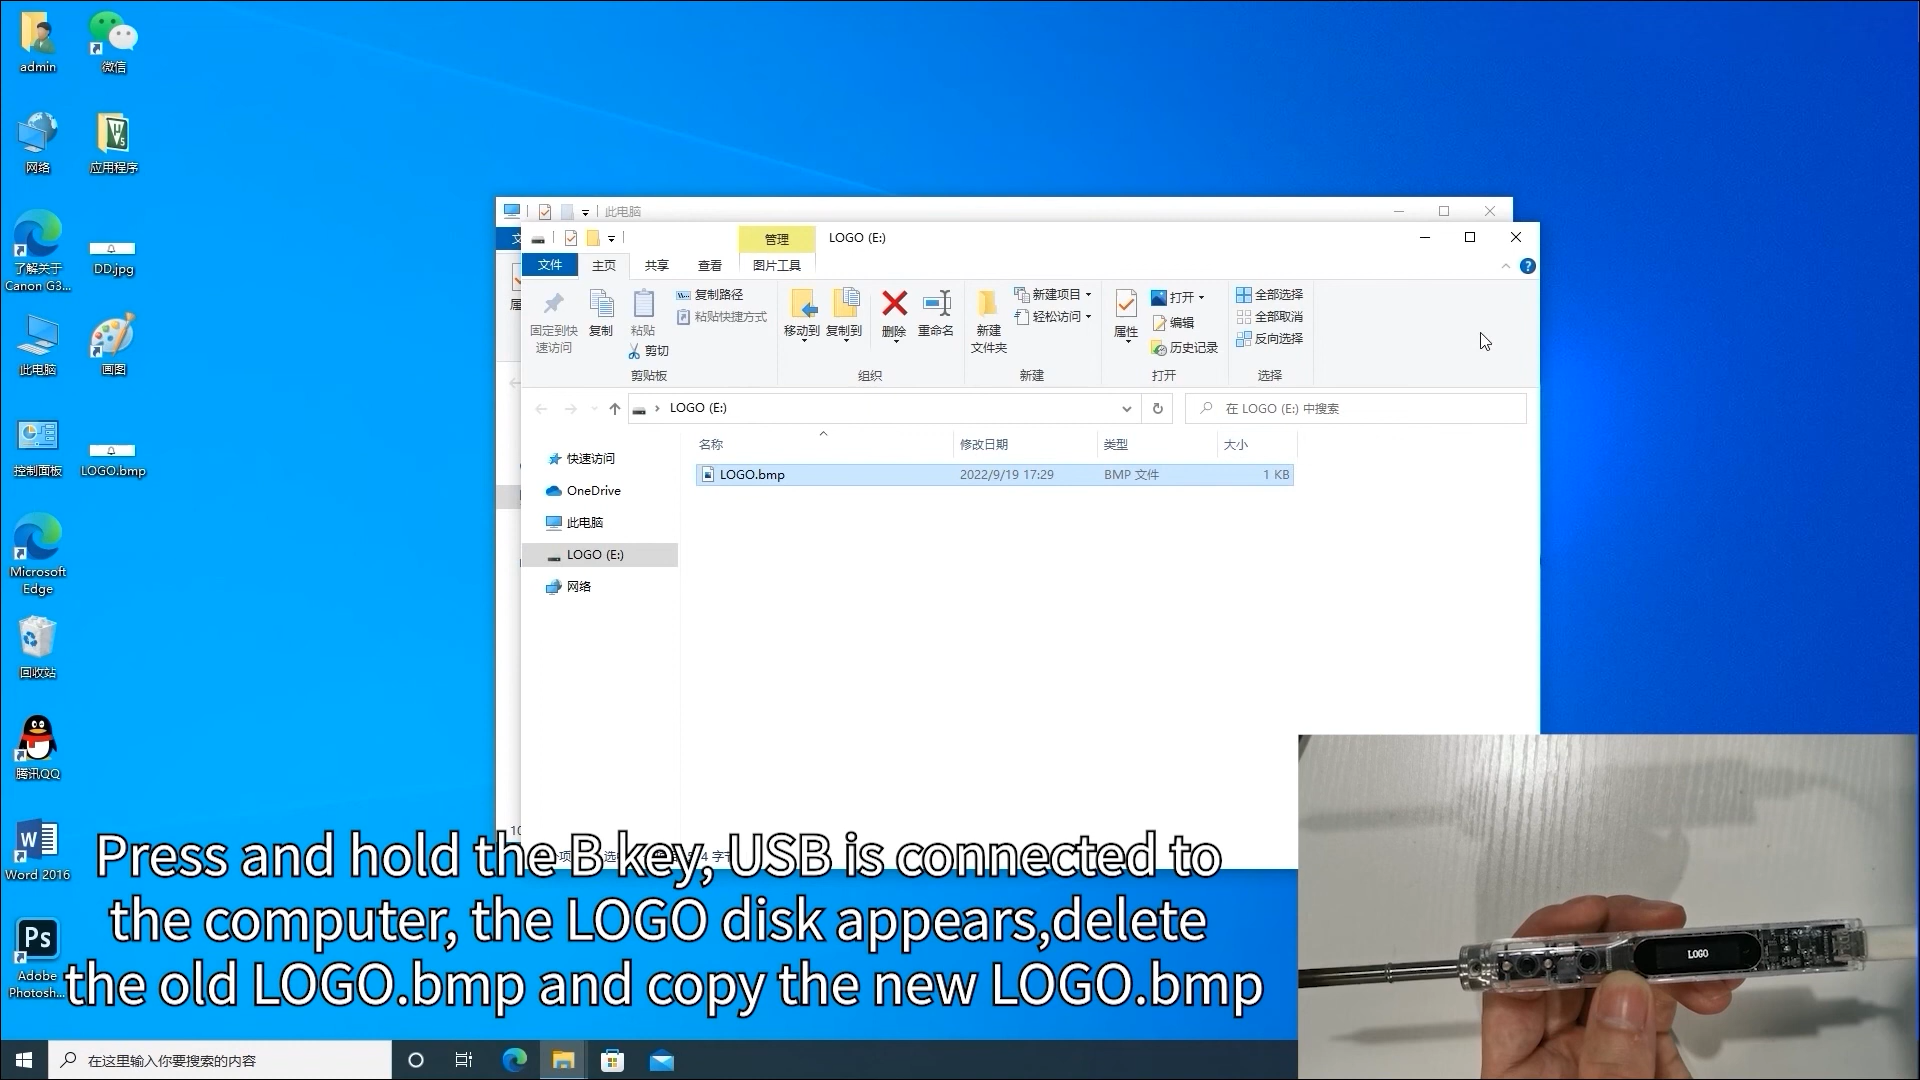 admin
微信
网络
应用程序
了解关于
Canon G3...
DD.jpg
此电脑
画图
控制面板
LOGO.bmp
Microsoft
Edge
回收站
腾讯QQ
Word 2016
Ps
Adobe
Photosh...
此电脑
管理
LOGO (E:)
文件
主页
共享
查看
图片工具
固定到快
速访问
复制
粘贴
复制路径
粘贴快捷方式
剪切
剪贴板
移动到
复制到
删除
重命名
组织
新建
文件夹
新建项目
轻松访问
新建
属性
打开
编辑
历史记录
打开
全部选择
全部取消
反向选择
选择
LOGO (E:)
在 LOGO (E:) 中搜索
名称
修改日期
类型
大小
LOGO.bmp
2022/9/19 17:29
BMP 文件
1 KB
快速访问
OneDrive
此电脑
LOGO (E:)
网络
Press and hold the B key, USB is connected to
the computer, the LOGO disk appears,delete
the old LOGO.bmp and copy the new LOGO.bmp
LOGO
在这里输入你要搜索的内容